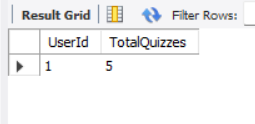 Result Grid Filter Rows:
UserId TotalQuizzes
1 5